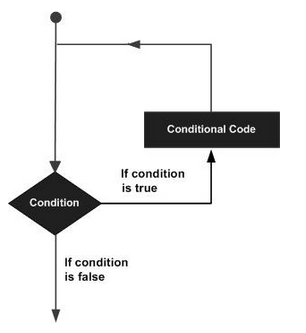 Conditional Code
If condition
is true
Condition
If condition
is false